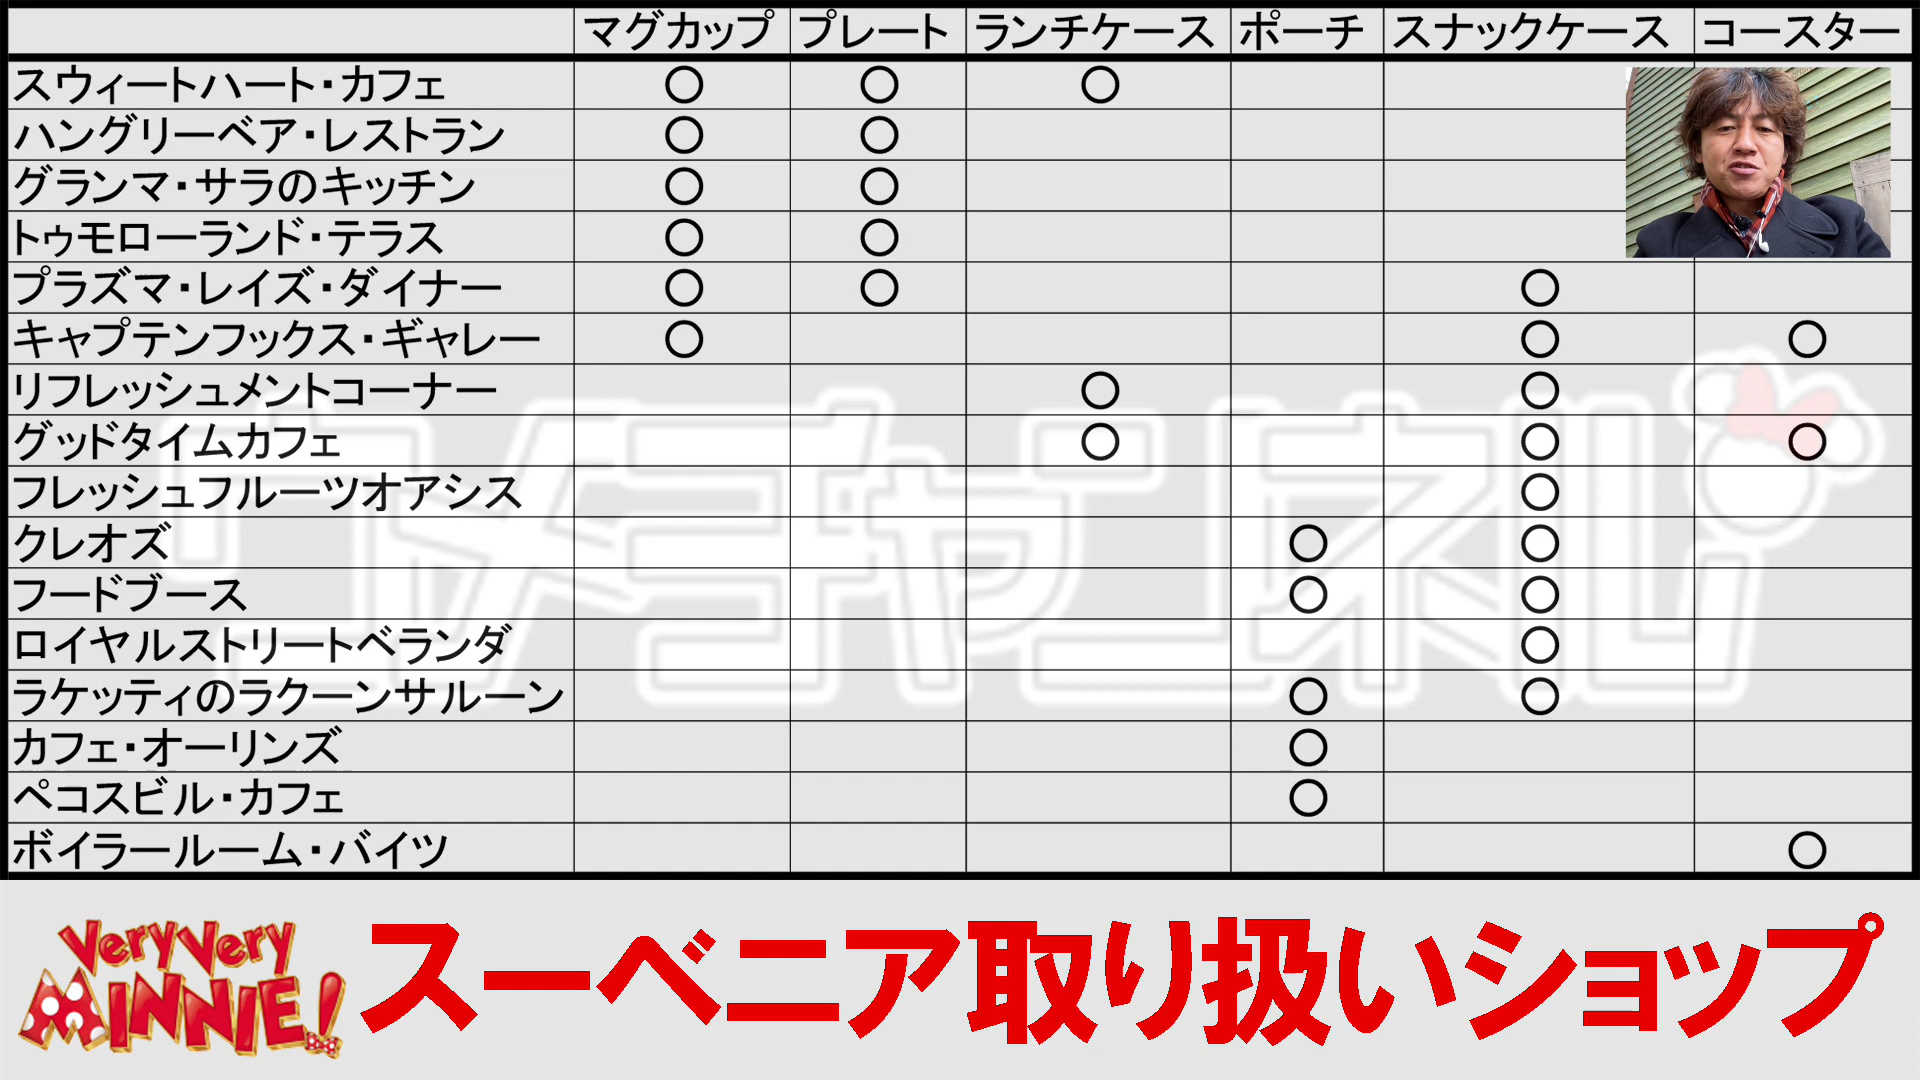 マグカップ プレート ランチケース ポーチ スナックケース コースター
スウィートハート・カフェ ○ ○ ○
ハングリーベア・レストラン ○ ○
グランマ・サラのキッチン ○ ○
トゥモローランド・テラス ○ ○
プラズマ・レイズ・ダイナー ○ ○ ○
キャプテンフックス・ギャレー ○ ○ ○
リフレッシュメントコーナー ○ ○
グッドタイムカフェ ○ ○ ○
フレッシュフルーツオアシス ○
クレオズ ○ ○
フードブース ○ ○
ロイヤルストリートベランダ ○
ラケッティのラクーンサルーン ○ ○
カフェ・オーリンズ ○
ペコスビル・カフェ ○
ボイラールーム・バイツ ○
Very Very
MINNIE!
スーベニア取り扱いショップ